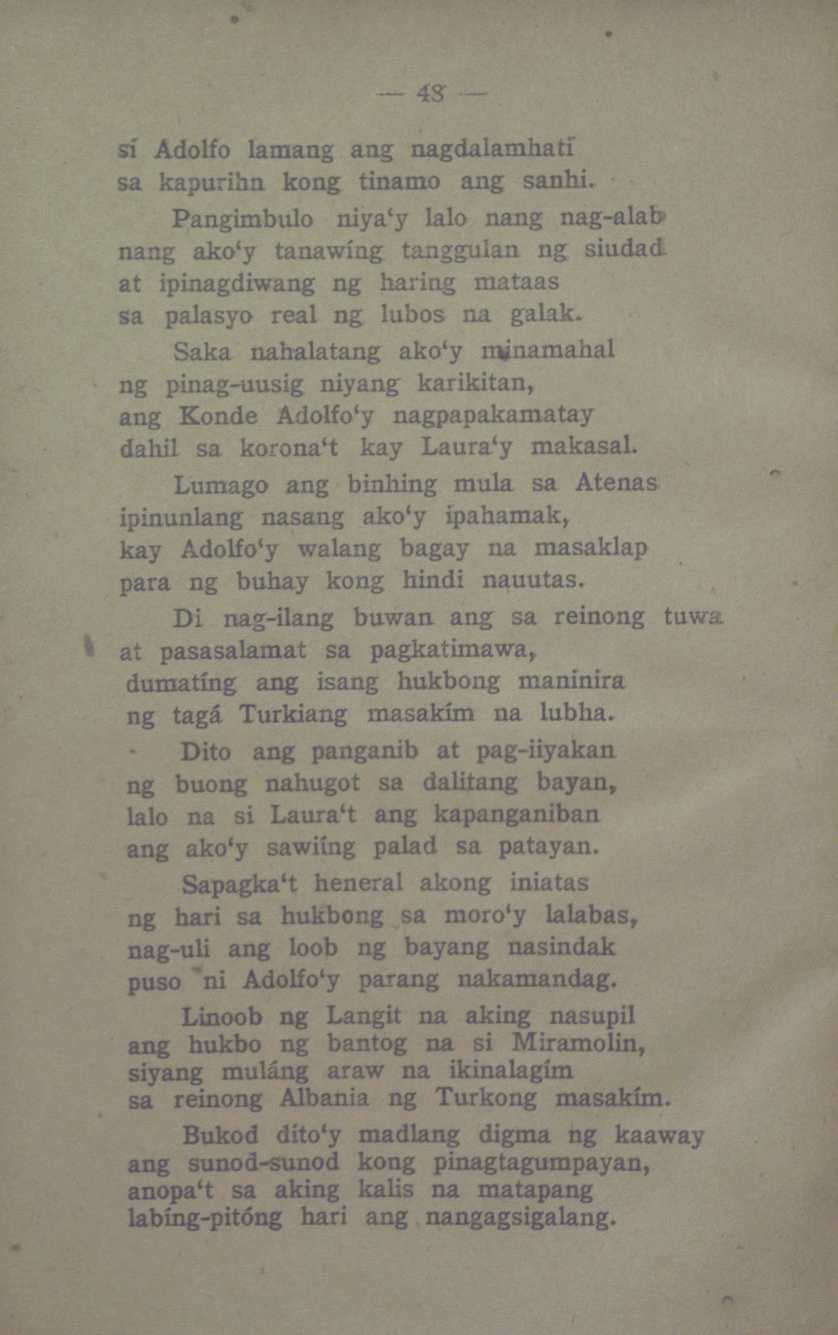 — 48 —
sí Adolfo lamang ang nagdalamhatí
sa kapurihn kong tinamo ang sanhi.
Pangimbulo niya‘y lalo nang nag-alab
nang ako‘y tanawíng tanggulan ng siudad
at ipinagdiwang ng haring mataas
sa palasyo real ng lubos na galak.
Saka nahalatang ako‘y minamahal
ng pinag-uusig niyang karikitan,
ang Konde Adolfo‘y nagpapakamatay
dahil sa korona‘t kay Laura‘y makasal.
Lumago ang binhing mula sa Atenas
ipinunlang nasang ako‘y ipahamak,
kay Adolfo‘y walang bagay na masaklap
para ng buhay kong hindi nauutas.
Di nag-ilang buwan ang sa reinong tuwa
at pasasalamat sa pagkatimawa,
dumatíng ang isang hukbong maninira
ng tagá Turkiang masakím na lubha.
Dito ang panganib at pag-iiyakan
ng buong nahugot sa dalitang bayan,
lalo na si Laura‘t ang kapanganiban
ang ako‘y sawiíng palad sa patayan.
Sapagka‘t heneral akong iniatas
ng hari sa hukbong sa moro‘y lalabas,
nag-uli ang loob ng bayang nasindak
puso ni Adolfo‘y parang nakamandag.
Linoob ng Langit na aking nasupil
ang hukbo ng bantog na si Miramolin,
siyang muláng araw na ikinalagím
sa reinong Albania ng Turkong masakím.
Bukod dito‘y madlang digma ng kaaway
ang sunod-sunod kong pinagtagumpayan,
anopa‘t sa aking kalis na matapang
labíng-pitóng hari ang nangagsigalang.